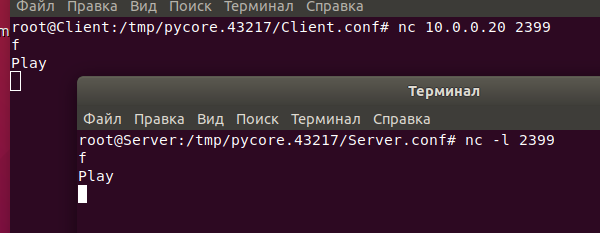 Файл Правка Вид Поиск Терминал Справка
root@Client:/tmp/pycore.43217/Client.conf# nc 10.0.0.20 2399
f
Play
Терминал
Файл Правка Вид Поиск Терминал Справка
root@Server:/tmp/pycore.43217/Server.conf# nc -l 2399
f
Play